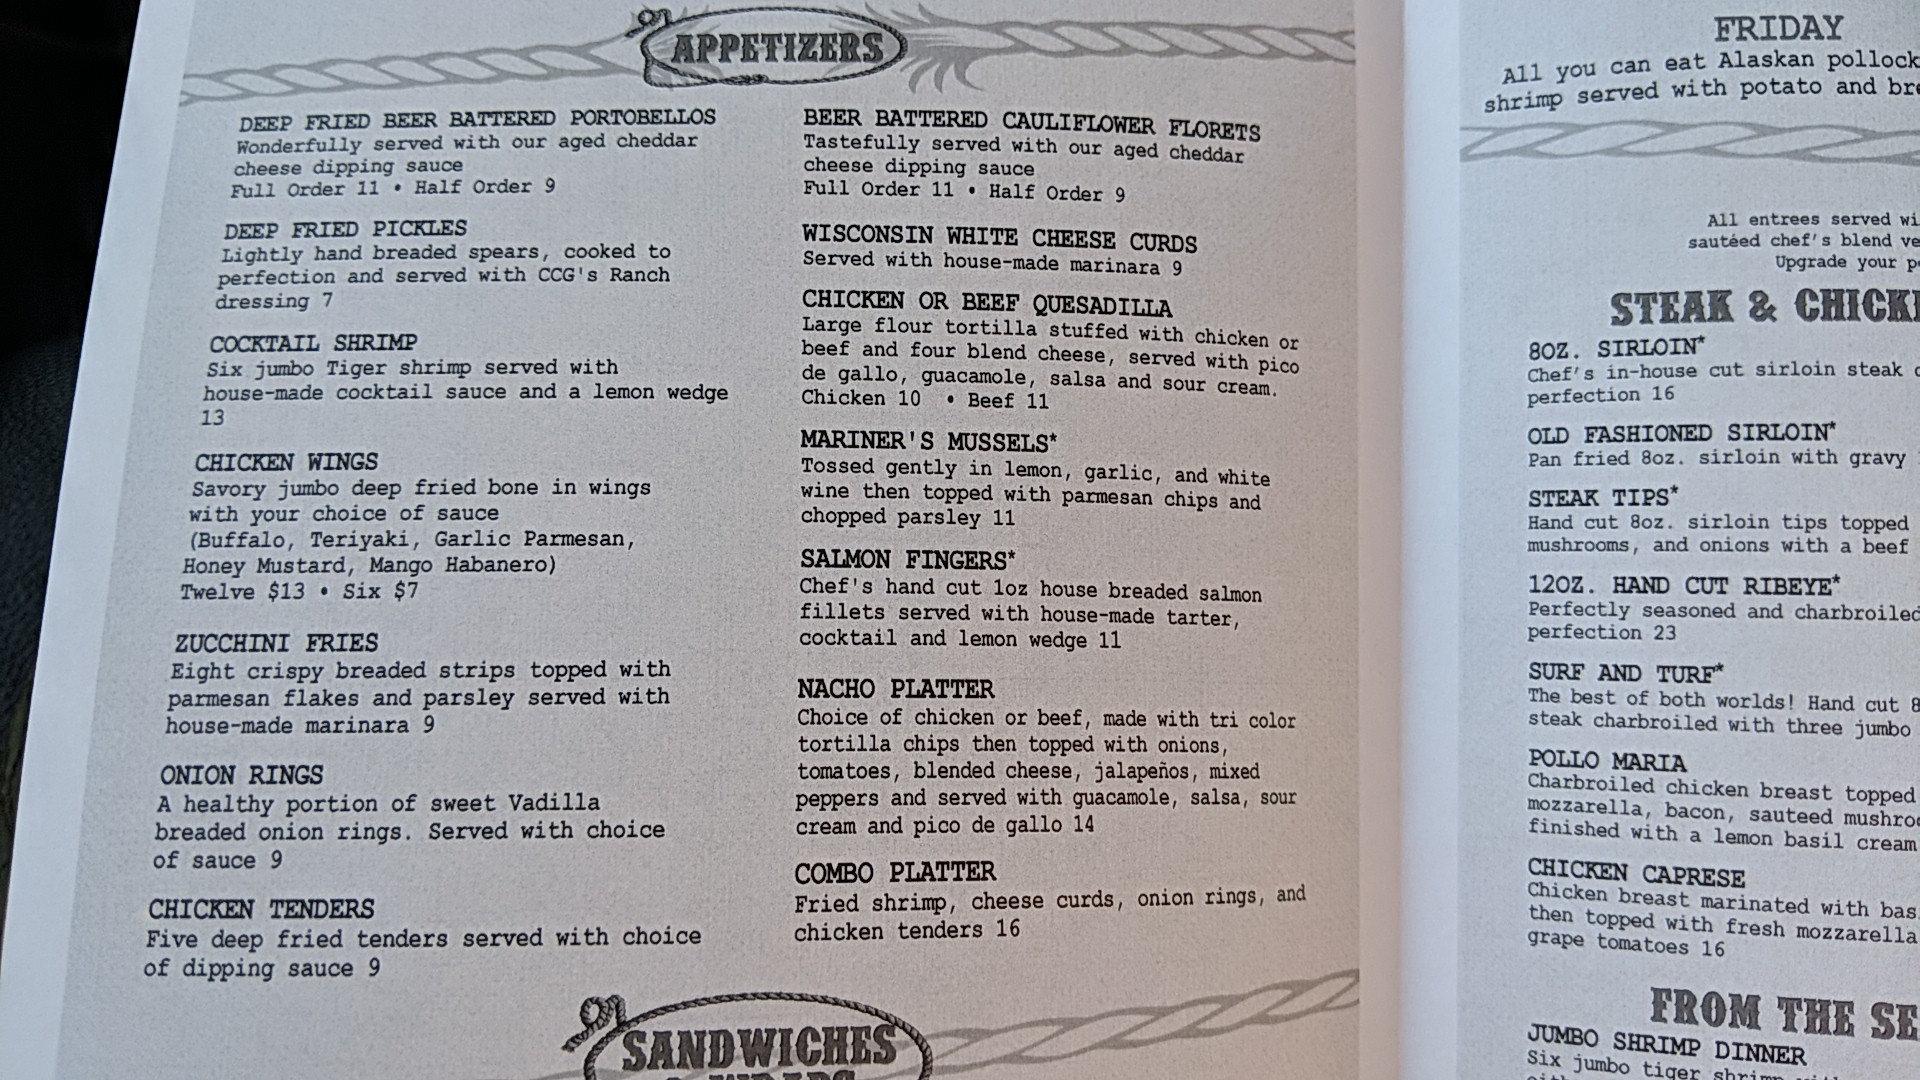 APPETIZERS
DEEP FRIED BEER BATTERED PORTOBELLOS
Wonderfully served with our aged cheddar
cheese dipping sauce
Full Order 11 • Half Order 9
DEEP FRIED PICKLES
Lightly hand breaded spears, cooked to
perfection and served with CCG's Ranch
dressing 7
COCKTAIL SHRIMP
Six jumbo Tiger shrimp served with
house-made cocktail sauce and a lemon wedge
13
CHICKEN WINGS
Savory jumbo deep fried bone in wings
with your choice of sauce
(Buffalo, Teriyaki, Garlic Parmesan,
Honey Mustard, Mango Habanero)
Twelve $13 • Six $7
ZUCCHINI FRIES
Eight crispy breaded strips topped with
parmesan flakes and parsley served with
house-made marinara 9
ONION RINGS
A healthy portion of sweet Vadilla
breaded onion rings. Served with choice
of sauce 9
CHICKEN TENDERS
Five deep fried tenders served with choice
of dipping sauce 9
BEER BATTERED CAULIFLOWER FLORETS
Tastefully served with our aged cheddar
cheese dipping sauce
Full Order 11 • Half Order 9
WISCONSIN WHITE CHEESE CURDS
Served with house-made marinara 9
CHICKEN OR BEEF QUESADILLA
Large flour tortilla stuffed with chicken or
beef and four blend cheese, served with pico
de gallo, guacamole, salsa and sour cream.
Chicken 10 • Beef 11
MARINER'S MUSSELS*
Tossed gently in lemon, garlic, and white
wine then topped with parmesan chips and
chopped parsley 11
SALMON FINGERS*
Chef's hand cut 1oz house breaded salmon
fillets served with house-made tarter,
cocktail and lemon wedge 11
NACHO PLATTER
Choice of chicken or beef, made with tri color
tortilla chips then topped with onions,
tomatoes, blended cheese, jalapeños, mixed
peppers and served with guacamole, salsa, sour
cream and pico de gallo 14
COMBO PLATTER
Fried shrimp, cheese curds, onion rings, and
chicken tenders 16
SANDWICHES
FRIDAY
All you can eat Alaskan pollock
shrimp served with potato and
All entrees served
sautéed chef's blend
Upgrade your
STEAK &
8OZ. SIRLOIN*
Chef's in-house cut sirloin steak
perfection 16
OLD FASHIONED SIRLOIN*
Pan fried 8oz. sirloin with gravy
STEAK TIPS*
Hand cut 8oz. sirloin tips topped
mushrooms, and onions with a beef
12OZ. HAND CUT RIBEYE*
Perfectly seasoned and charbroiled
perfection 23
SURF AND TURF*
The best of both worlds! Hand cut
steak charbroiled with three jumbo
POLLO MARIA
Charbroiled chicken breast topped
mozzarella, bacon, sauteed
finished with a lemon basil cream
CHICKEN CAPRESE
Chicken breast marinated with
then topped with fresh mozzarella
grape tomatoes 16
FROM THE
JUMBO SHRIMP DINNER
Six jumbo tiger